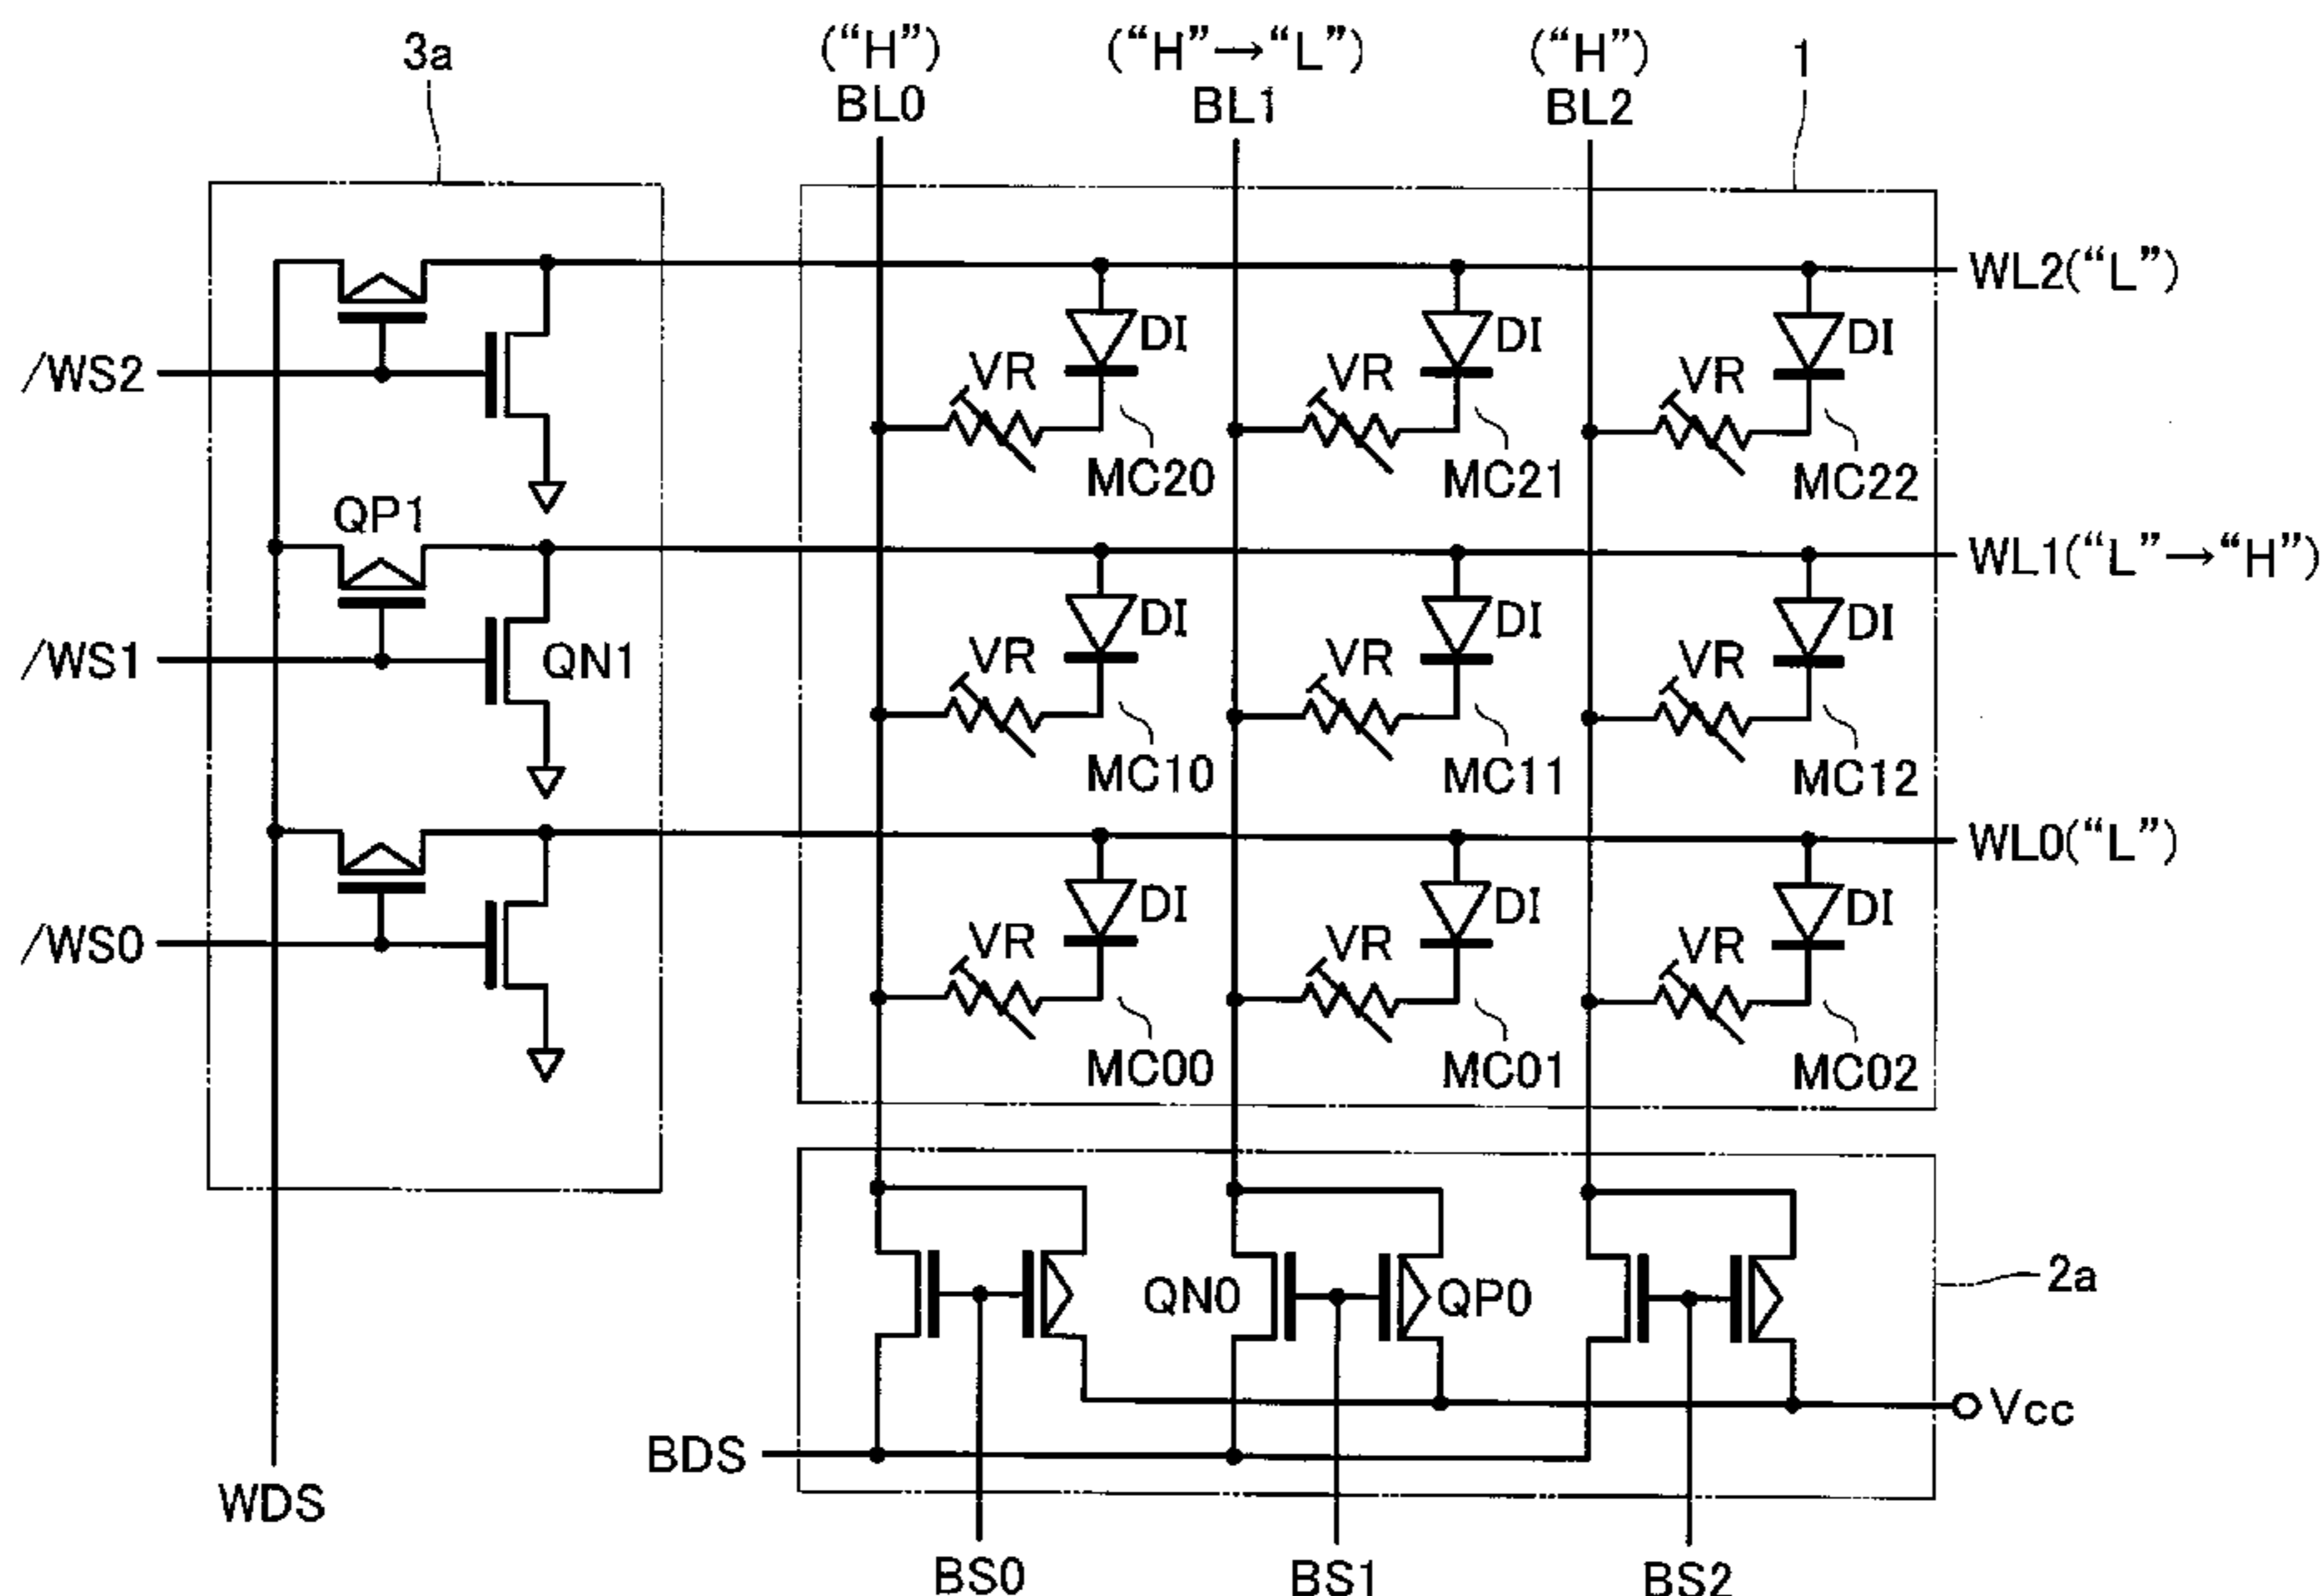 3a
("H")
BL0
("H"→"L")
BL1
("H")
BL2
1
WL2("L")
/WS2
VR
DI
MC20
VR
DI
MC21
VR
DI
MC22
QP1
WL1("L"→"H")
/WS1
QN1
VR
DI
MC10
VR
DI
MC11
VR
DI
MC12
WL0("L")
/WS0
VR
DI
MC00
VR
DI
MC01
VR
DI
MC02
QN0
QP0
2a
Vcc
BDS
WDS
BS0
BS1
BS2